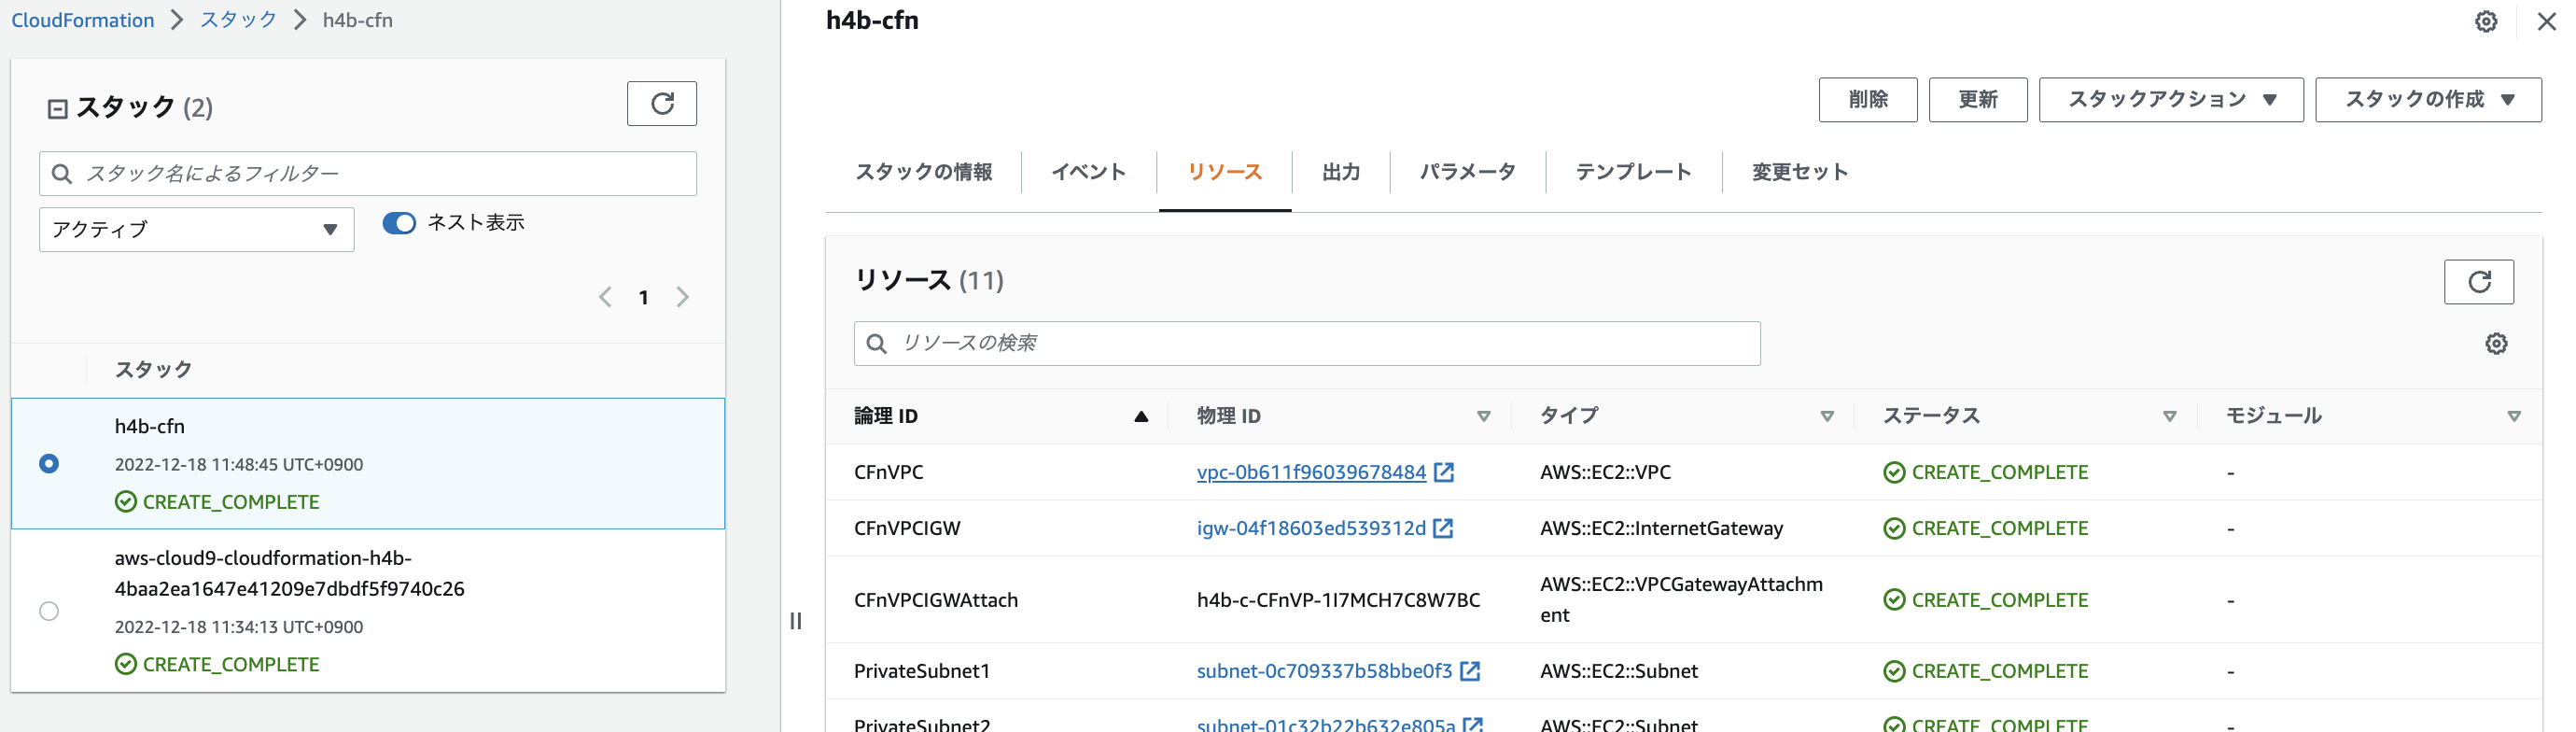 CloudFormation > スタック > h4b-cfn
スタック (2)
スタック名によるフィルター
アクティブ
ネスト表示
1
スタック
h4b-cfn
2022-12-18 11:48:45 UTC+0900
CREATE_COMPLETE
aws-cloud9-cloudformation-h4b-
4baa2ea1647e41209e7dbdf5f9740c26
2022-12-18 11:34:13 UTC+0900
CREATE_COMPLETE
h4b-cfn
削除 更新 スタックアクション スタックの作成
スタックの情報 イベント リソース 出力 パラメータ テンプレート 変更セット
リソース (11)
リソースの検索
論理 ID 物理 ID タイプ ステータス モジュール
CFnVPC vpc-0b611f96039678484 AWS::EC2::VPC CREATE_COMPLETE -
CFnVPCIGW igw-04f18603ed539312d AWS::EC2::InternetGateway CREATE_COMPLETE -
CFnVPCIGWAttach h4b-c-CFnVP-1I7MCH7C8W7BC AWS::EC2::VPCGatewayAttachm
ent CREATE_COMPLETE -
PrivateSubnet1 subnet-0c709337b58bbe0f3 AWS::EC2::Subnet CREATE_COMPLETE -
PrivateSubnet2 subnet-01c32b22b632e805a AWS::EC2::Subnet CREATE_COMPLETE -